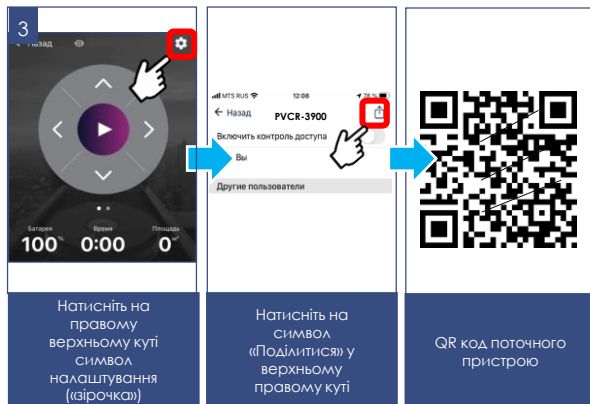 3
Назад
Батарея
Время
Площадь
100%
0:00
0 м²
MTS RUS
12:08
78 %
Назад
PVCR-3900
Включить контроль доступа
Вы
Другие пользователи
Натисніть на
правому
верхньому куті
символ
налаштування
(«зірочка»)
Натисніть на
символ
«Поділитися» у
верхньому
правому куті
QR код поточного
пристрою